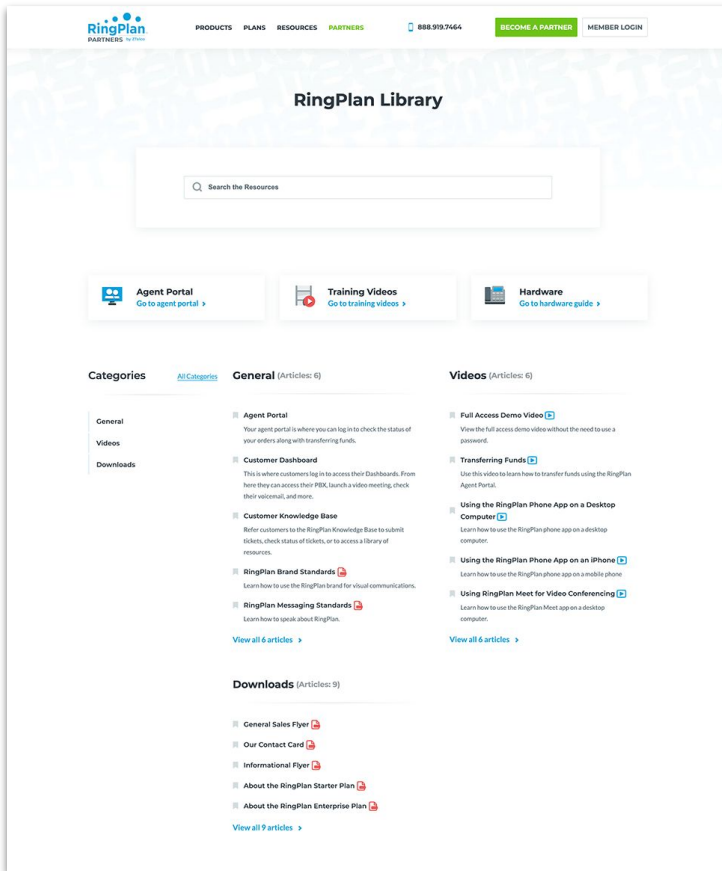 RingPlan
PARTNERS by
PRODUCTS PLANS RESOURCES PARTNERS 888.919.7464 BECOME A PARTNER MEMBER LOGIN
RingPlan Library
Search the Resources
Agent Portal
Go to agent portal >
Training Videos
Go to training videos >
Hardware
Go to hardware guide >
Categories All Categories
General
Videos
Downloads
General (Articles: 6)
Agent Portal
Your agent portal is where you can log in to check the status of
your orders along with transferring funds.
Customer Dashboard
This is where customers log in to access their Dashboards. From
here they can access their PBX, launch a video meeting, check
their voicemail, and more.
Customer Knowledge Base
Refer customers to the RingPlan Knowledge Base to submit
tickets, check status of tickets, or to access a library of
resources.
RingPlan Brand Standards
Learn how to use the RingPlan brand for visual communications.
RingPlan Messaging Standards
Learn how to speak about RingPlan.
View all 6 articles >
Videos (Articles: 6)
Full Access Demo Video
View the full access demo video without the need to use a
password.
Transferring Funds
Use this video to learn how to transfer funds using the RingPlan
Agent Portal.
Using the RingPlan Phone App on a Desktop
Computer
Learn how to use the RingPlan phone app on a desktop
computer.
Using the RingPlan Phone App on an iPhone
Learn how to use the RingPlan phone app on a mobile phone
Using RingPlan Meet for Video Conferencing
Learn how to use the RingPlan Meet app on a desktop
computer.
View all 6 articles >
Downloads (Articles: 9)
General Sales Flyer
Our Contact Card
Informational Flyer
About the RingPlan Starter Plan
About the RingPlan Enterprise Plan
View all 9 articles >